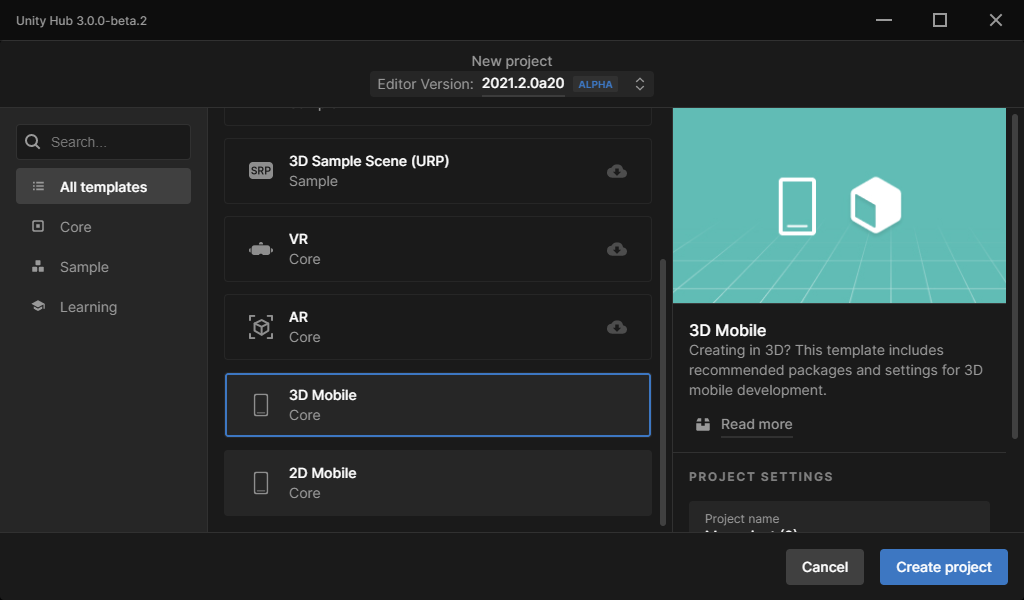 Unity Hub 3.0.0-beta.2
New project
Editor Version: 2021.2.0a20 ALPHA
Search...
All templates
Core
Sample
Learning
SRP
3D Sample Scene (URP)
Sample
VR
Core
AR
Core
3D Mobile
Core
2D Mobile
Core
3D Mobile
Creating in 3D? This template includes
recommended packages and settings for 3D
mobile development.
Read more
PROJECT SETTINGS
Project name
Cancel
Create project